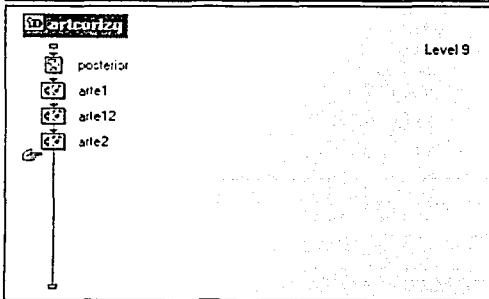 artcorizq
Level 9
posterior
arte1
arte12
arte2